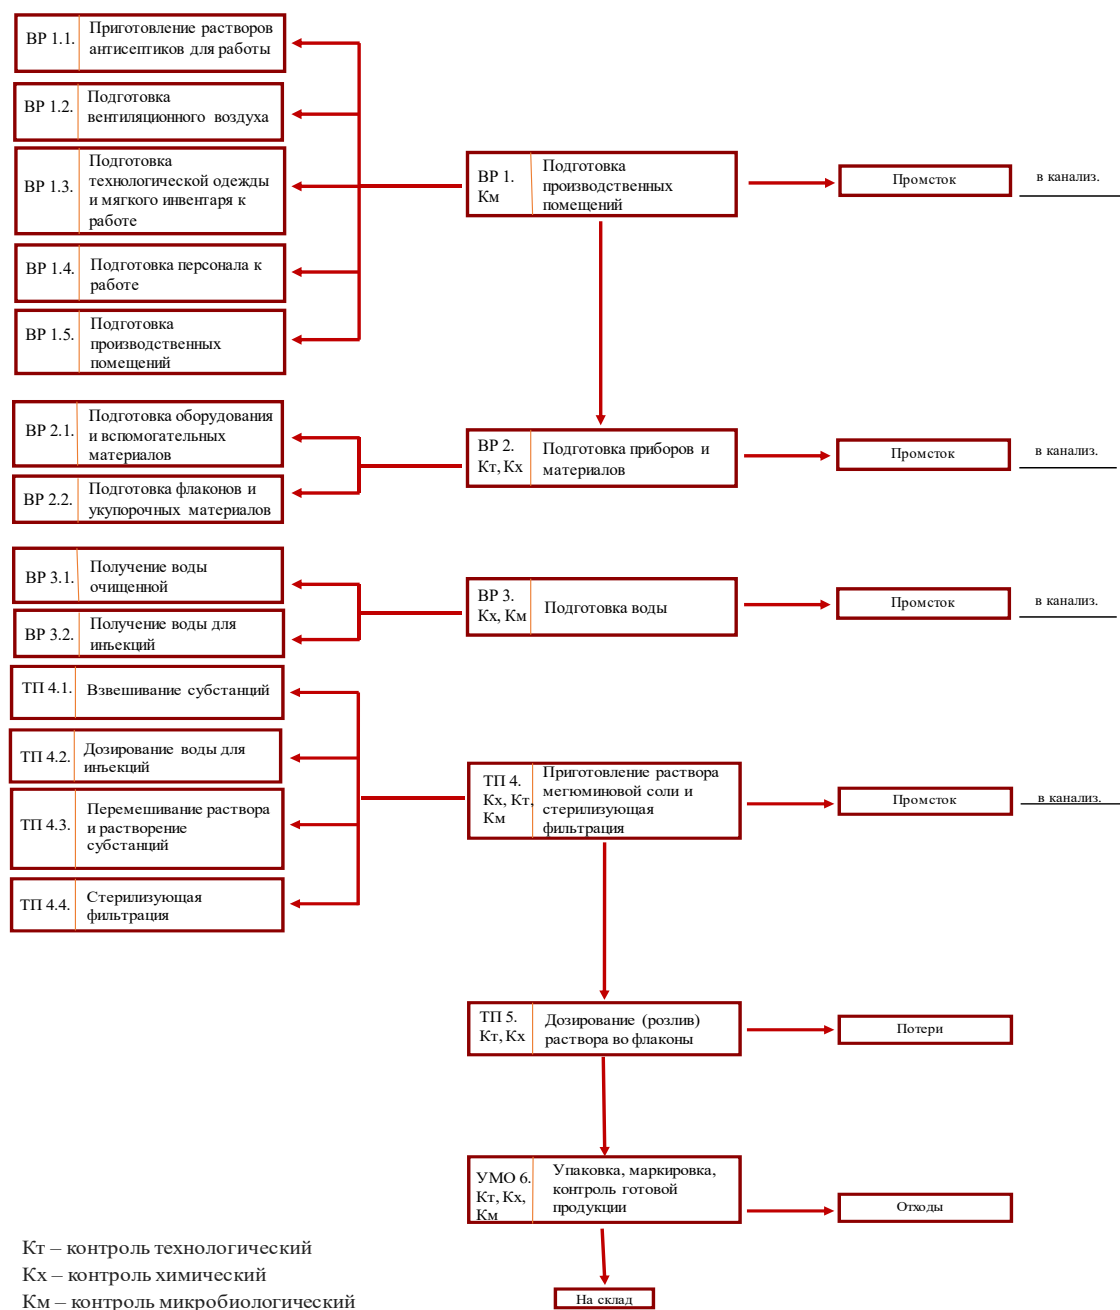 ВР 1.1.
Приготовление растворов
антисептиков для работы
ВР 1.2.
Подготовка
вентиляционного воздуха
ВР 1.3.
Подготовка
технологической одежды
и мягкого инвентаря к
работе
ВР 1.4.
Подготовка персонала к
работе
ВР 1.5.
Подготовка
производственных
помещений
ВР 1.
Км
Подготовка
производственных
помещений
Промсток
в канализ.
ВР 2.1.
Подготовка оборудования
и вспомогательных
материалов
ВР 2.2.
Подготовка флаконов и
укупорочных материалов
ВР 2.
Кт, Кх
Подготовка приборов и
материалов
Промсток
в канализ.
ВР 3.1.
Получение воды
очищенной
ВР 3.2.
Получение воды для
инъекций
ВР 3.
Кх, Км
Подготовка воды
Промсток
в канализ.
ТП 4.1.
Взвешивание субстанций
ТП 4.2.
Дозирование воды для
инъекций
ТП 4.3.
Перемешивание раствора
и растворение
субстанций
ТП 4.4.
Стерилизующая
фильтрация
ТП 4.
Кх, Кт,
Км
Приготовление раствора
мегюминовой соли и
стерилизующая
фильтрация
Промсток
в канализ.
ТП 5.
Кт, Кх
Дозирование (розлив)
раствора во флаконы
Потери
УМО 6.
Кт, Кх,
Км
Упаковка, маркировка,
контроль готовой
продукции
Отходы
На склад
Кт – контроль технологический
Кх – контроль химический
Км – контроль микробиологический